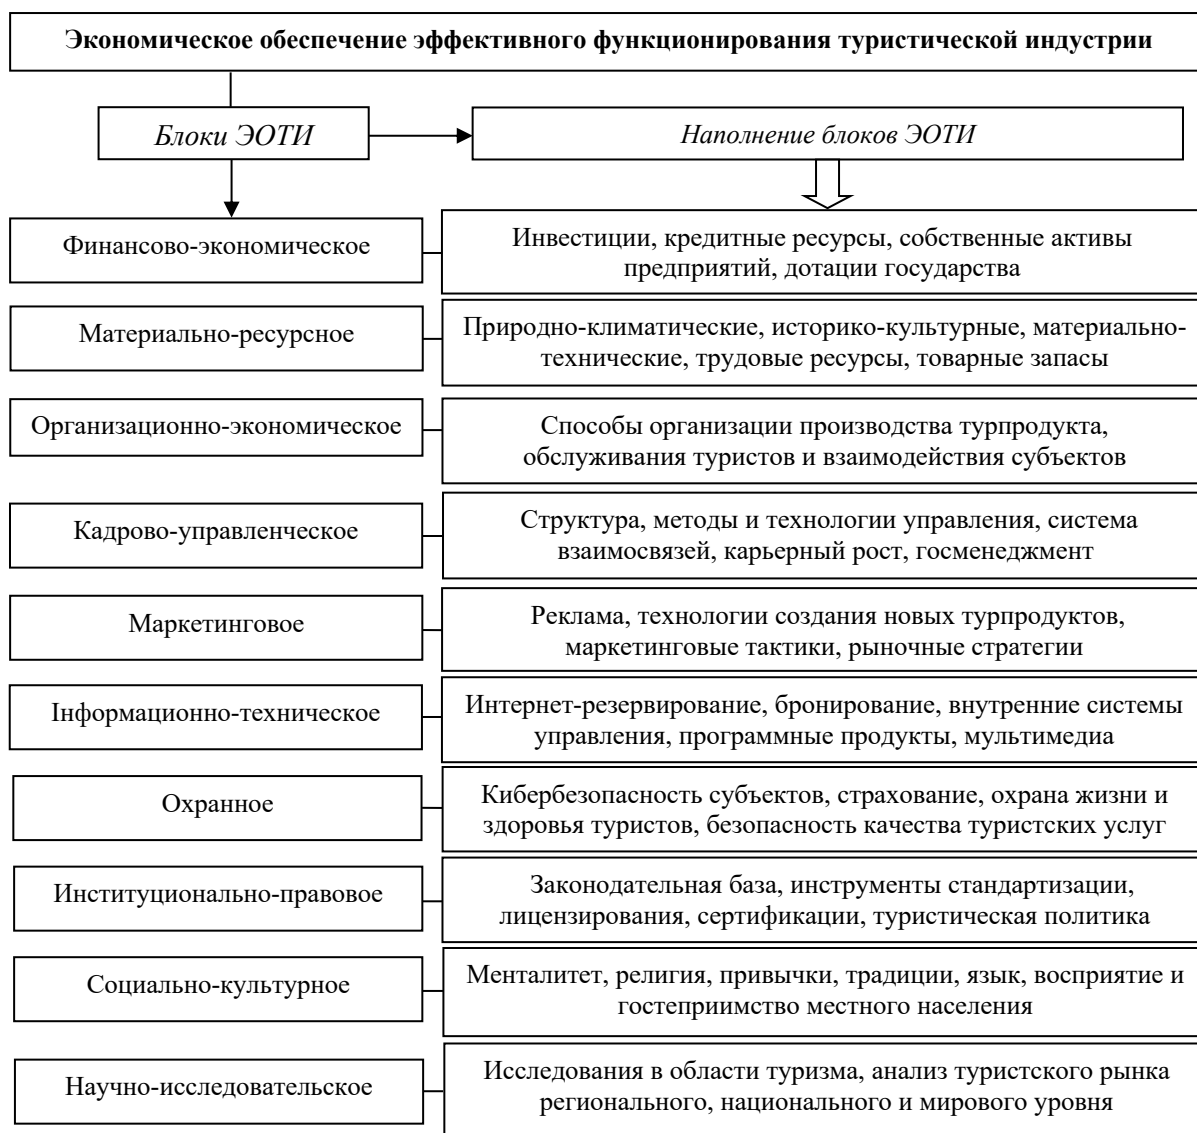 Экономическое обеспечение эффективного функционирования туристической индустрии
Блоки ЭОТИ
Наполнение блоков ЭОТИ
Финансово-экономическое
Инвестиции, кредитные ресурсы, собственные активы
предприятий, дотации государства
Материально-ресурсное
Природно-климатические, историко-культурные, материально-
технические, трудовые ресурсы, товарные запасы
Организационно-экономическое
Способы организации производства турпродукта,
обслуживания туристов и взаимодействия субъектов
Кадрово-управленческое
Структура, методы и технологии управления, система
взаимосвязей, карьерный рост, госменеджмент
Маркетинговое
Реклама, технологии создания новых турпродуктов,
маркетинговые тактики, рыночные стратегии
Інформационно-техническое
Интернет-резервирование, бронирование, внутренние системы
управления, программные продукты, мультимедиа
Охранное
Кибербезопасность субъектов, страхование, охрана жизни и
здоровья туристов, безопасность качества туристских услуг
Институционально-правовое
Законодательная база, инструменты стандартизации,
лицензирования, сертификации, туристическая политика
Социально-культурное
Менталитет, религия, привычки, традиции, язык, восприятие и
гостеприимство местного населения
Научно-исследовательское
Исследования в области туризма, анализ туристского рынка
регионального, национального и мирового уровня